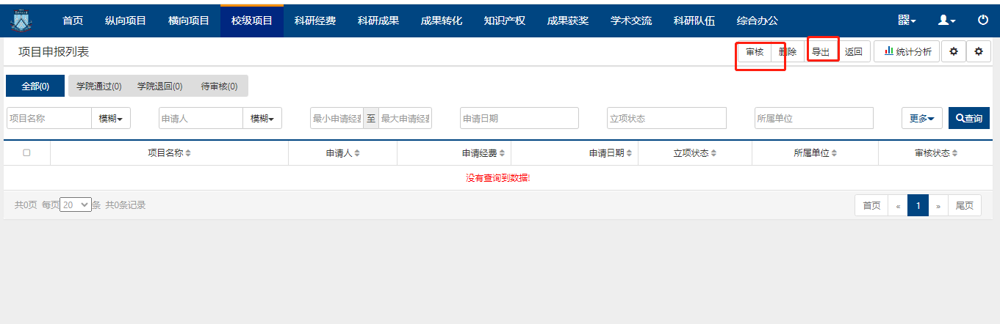 首页 纵向项目 横向项目 校级项目 科研经费 科研成果 成果转化 知识产权 成果获奖 学术交流 科研队伍 综合办公
项目申报列表 审核 删除 导出 返回 统计分析
全部(0) 学院通过(0) 学院退回(0) 待审核(0)
项目名称 模糊 申请人 模糊 最小申请经费 至 最大申请经费 申请日期 立项状态 所属单位 更多 查询
项目名称 申请人 申请经费 申请日期 立项状态 所属单位 审核状态
没有查询到数据!
共0页 每页 20 条 共0条记录 首页 « 1 » 尾页